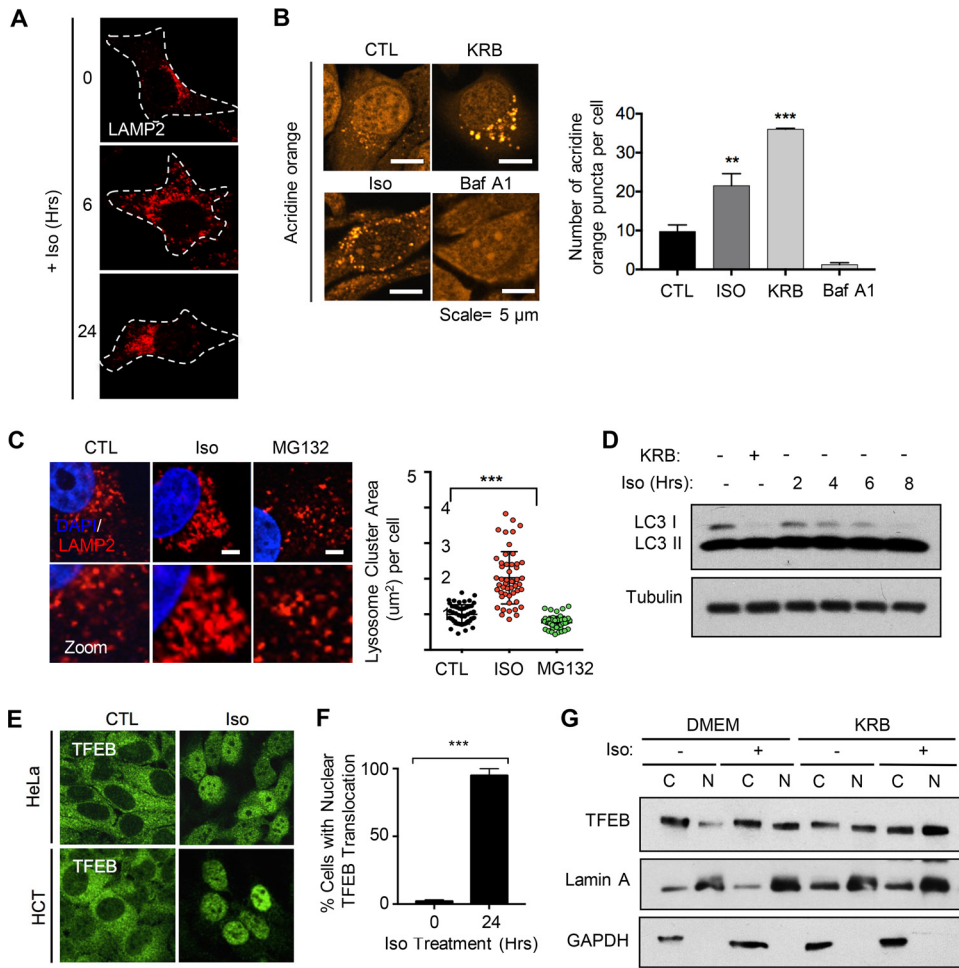 A
0
LAMP2
6
24
+ Iso (Hrs)
B
CTL KRB
Iso Baf A1
Acridine orange
Scale= 5 µm
Number of acridine
orange puncta per cell
40
30
20
10
0
***
**
CTL ISO KRB Baf A1
C
CTL Iso MG132
DAPI/
LAMP2
Zoom
Lysosome Cluster Area
(um²) per cell
5
4
3
2
1
***
CTL ISO MG132
D
KRB: - + - - - -
Iso (Hrs): - - 2 4 6 8
LC3 I
LC3 II
Tubulin
E
CTL Iso
HeLa
TFEB
HCT
TFEB
F
***
% Cells with Nuclear
TFEB Translocation
100
50
0
0 24
Iso Treatment (Hrs)
G
DMEM KRB
Iso: - + - +
C N C N C N C N
TFEB
Lamin A
GAPDH